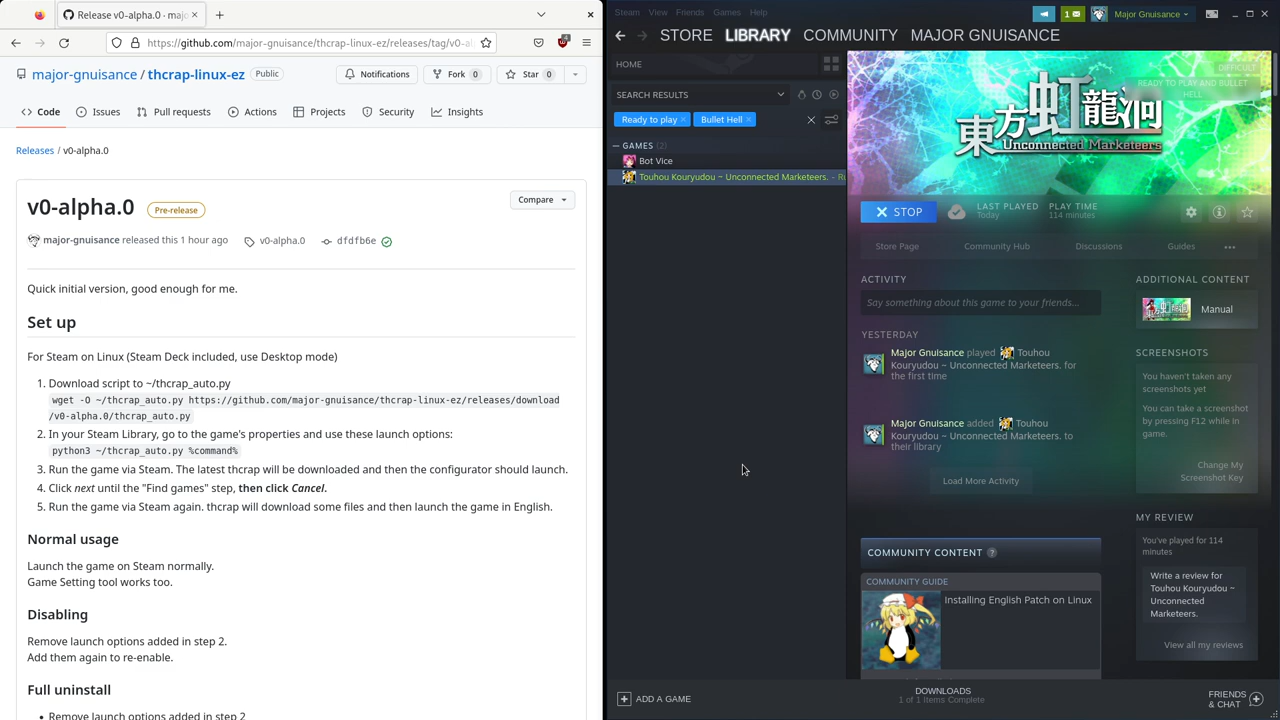 Release v0-alpha.0 · majo
https://github.com/major-gnuisance/thcrap-linux-ez/releases/tag/v0-al
major-gnuisance / thcrap-linux-ez Public
Notifications
Fork 0
Star 0
Code
Issues
Pull requests
Actions
Projects
Security
Insights
Releases / v0-alpha.0
v0-alpha.0 Pre-release
Compare
major-gnuisance released this 1 hour ago
v0-alpha.0
dfdfb6e
Quick initial version, good enough for me.
Set up
For Steam on Linux (Steam Deck included, use Desktop mode)
1. Download script to ~/thcrap_auto.py
wget -O ~/thcrap_auto.py https://github.com/major-gnuisance/thcrap-linux-ez/releases/download
/v0-alpha.0/thcrap_auto.py
2. In your Steam Library, go to the game's properties and use these launch options:
python3 ~/thcrap_auto.py %command%
3. Run the game via Steam. The latest thcrap will be downloaded and then the configurator should launch.
4. Click next until the "Find games" step, then click Cancel.
5. Run the game via Steam again. thcrap will download some files and then launch the game in English.
Normal usage
Launch the game on Steam normally.
Game Setting tool works too.
Disabling
Remove launch options added in step 2.
Add them again to re-enable.
Full uninstall
Remove launch options added in step 2
Steam View Friends Games Help
1
Major Gnuisance
STORE LIBRARY COMMUNITY MAJOR GNUISANCE
HOME
SEARCH RESULTS
Ready to play
Bullet Hell
GAMES (2)
Bot Vice
Touhou Kouryudou ~ Unconnected Marketeers. - Ru
DIFFICULT
READY TO PLAY AND BULLET
HELL
東方虹龍洞
Unconnected Marketeers
STOP
LAST PLAYED
Today
PLAY TIME
114 minutes
Store Page
Community Hub
Discussions
Guides
ACTIVITY
Say something about this game to your friends...
YESTERDAY
Major Gnuisance played Touhou
Kouryudou ~ Unconnected Marketeers. for
the first time
Major Gnuisance added Touhou
Kouryudou ~ Unconnected Marketeers. to
their library
Load More Activity
COMMUNITY CONTENT ?
COMMUNITY GUIDE
Installing English Patch on Linux
ADDITIONAL CONTENT
Manual
SCREENSHOTS
You haven't taken any
screenshots yet
You can take a screenshot
by pressing F12 while in
game.
Change My
Screenshot Key
MY REVIEW
You've played for 114
minutes
Write a review for
Touhou Kouryudou ~
Unconnected
Marketeers.
View all my reviews
ADD A GAME
DOWNLOADS
1 of 1 Items Complete
FRIENDS
& CHAT